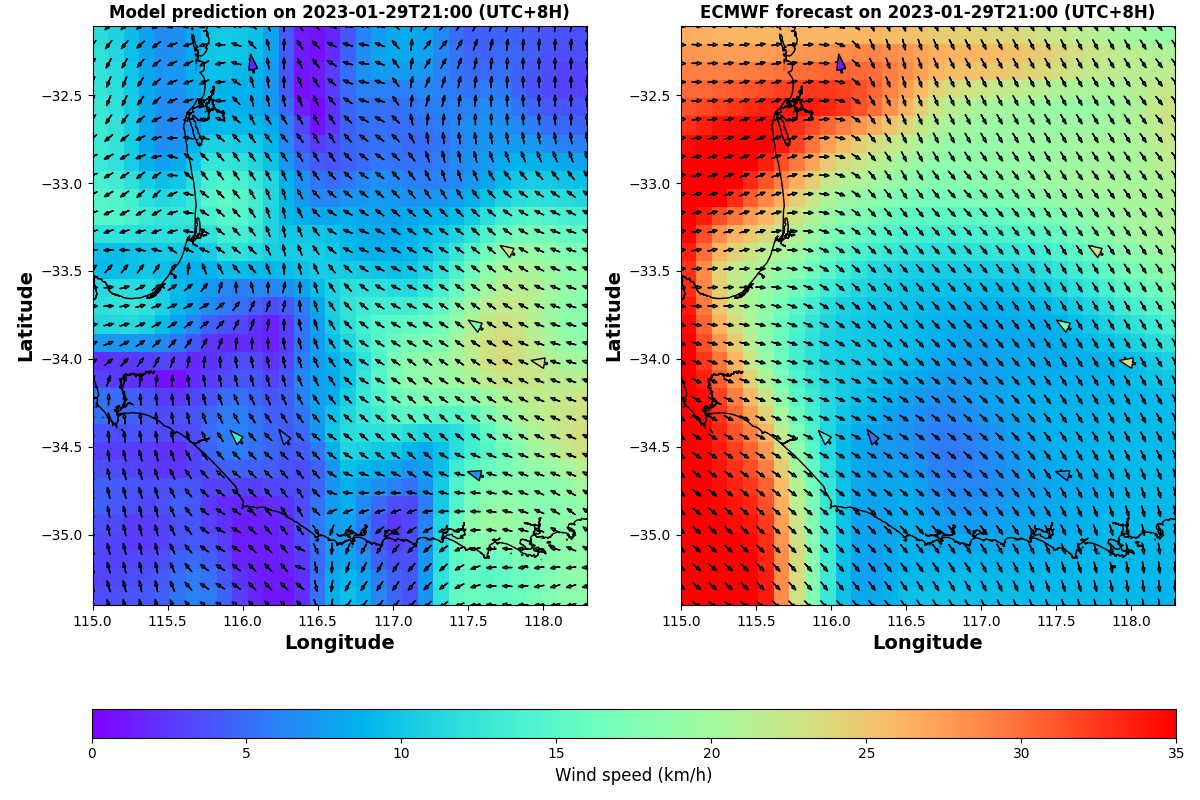 Model prediction on 2023-01-29T21:00 (UTC+8H)
ECMWF forecast on 2023-01-29T21:00 (UTC+8H)
Latitude
−32.5
−33.0
−33.5
−34.0
−34.5
−35.0
115.0 115.5 116.0 116.5 117.0 117.5 118.0
Longitude
Latitude
−32.5
−33.0
−33.5
−34.0
−34.5
−35.0
115.0 115.5 116.0 116.5 117.0 117.5 118.0
Longitude
0 5 10 15 20 25 30 35
Wind speed (km/h)